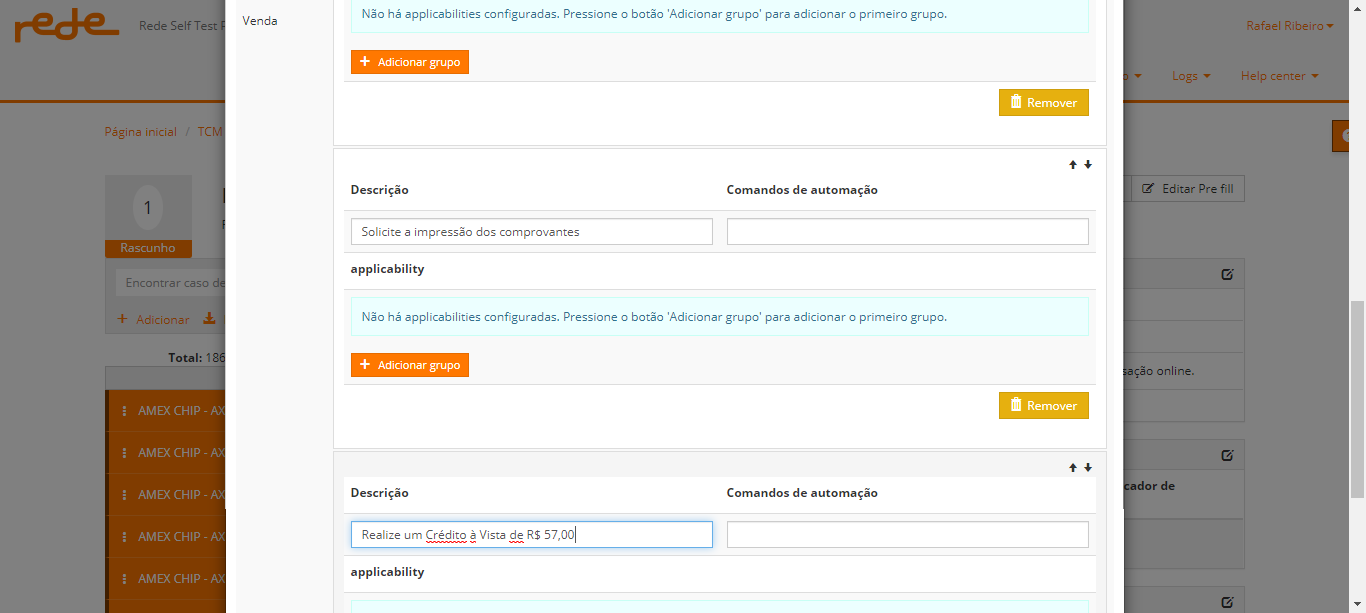 rede
Rede Self Test
Rafael Ribeiro
Logs
Help center
Página inicial / TCM
1
Rascunho
Editar Pre fill
Encontrar caso de
+ Adicionar
Total: 186
AMEX CHIP - AX
AMEX CHIP - AX
AMEX CHIP - AX
AMEX CHIP - AX
AMEX CHIP - AX
sação online.
cador de
Venda
Não há applicabilities configuradas. Pressione o botão 'Adicionar grupo' para adicionar o primeiro grupo.
+ Adicionar grupo
Remover
Descrição
Comandos de automação
Solicite a impressão dos comprovantes
applicability
Não há applicabilities configuradas. Pressione o botão 'Adicionar grupo' para adicionar o primeiro grupo.
+ Adicionar grupo
Remover
Descrição
Comandos de automação
Realize um Crédito à Vista de R$ 57,00
applicability